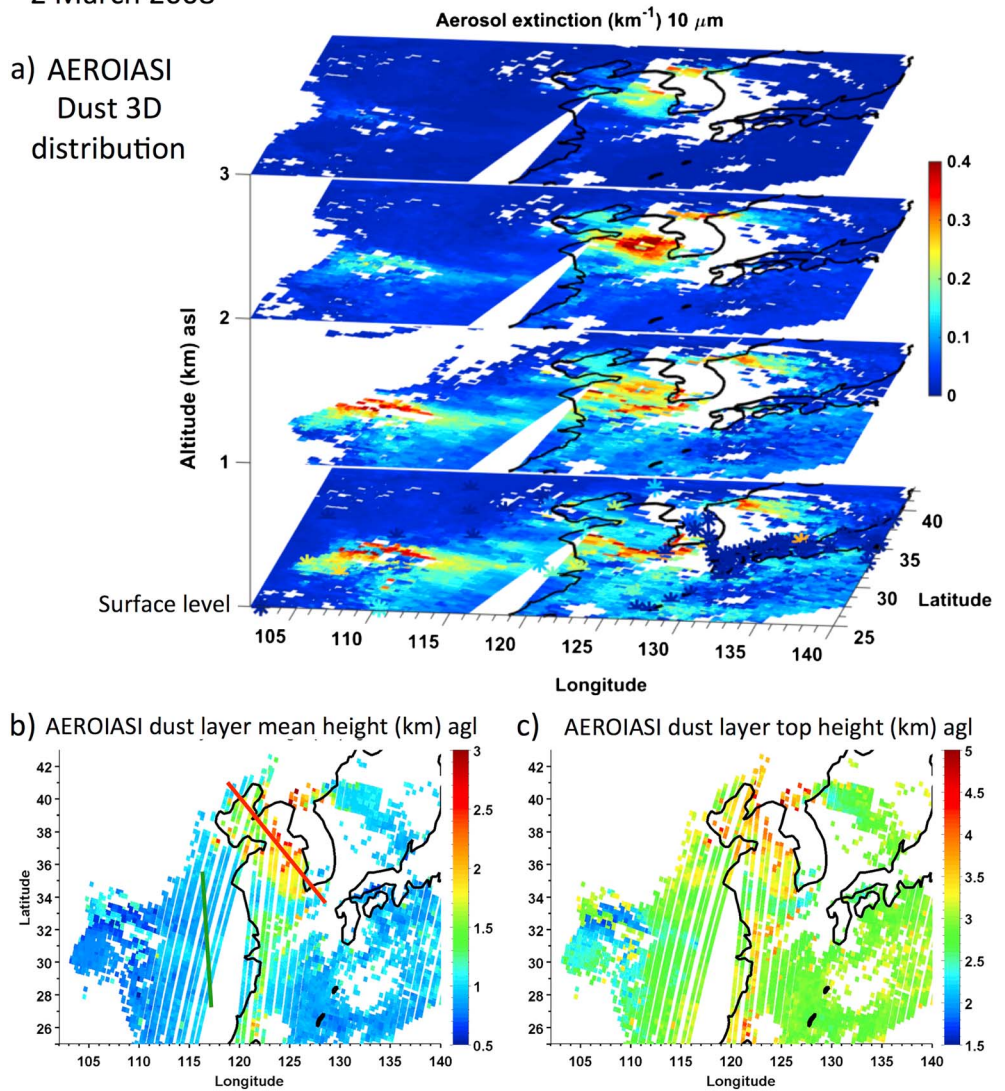 Aerosol extinction (km⁻¹) 10 μm
a) AEROIASI
Dust 3D
distribution
3
2
1
Surface level
Altitude (km) asl
0.4
0.3
0.2
0.1
0
40
35
30
25
Latitude
105 110 115 120 125 130 135 140
Longitude
b) AEROIASI dust layer mean height (km) agl
42
40
38
36
34
32
30
28
26
Latitude
105 110 115 120 125 130 135 140
Longitude
3
2.5
2
1.5
1
0.5
c) AEROIASI dust layer top height (km) agl
42
40
38
36
34
32
30
28
26
Latitude
105 110 115 120 125 130 135 140
Longitude
5
4.5
4
3.5
3
2.5
2
1.5